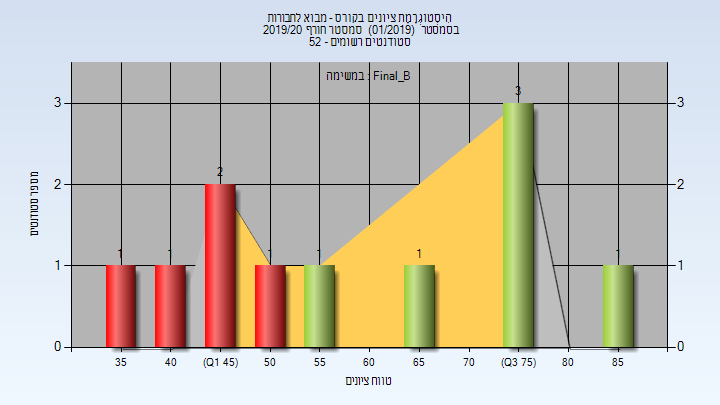 היסטוגרמת ציונים בקורס - מבוא לחבורות
בסמסטר (01/2019) סמסטר חורף 2019/20
סטודנטים רשומים - 52
במשימה : Final_B
מספר סטודנטים
3 3
2 2
1 1
0 0
1 1 2 1 1 1 3 1
35 40 (Q1 45) 50 55 60 65 70 (Q3 75) 80 85
טווח ציונים